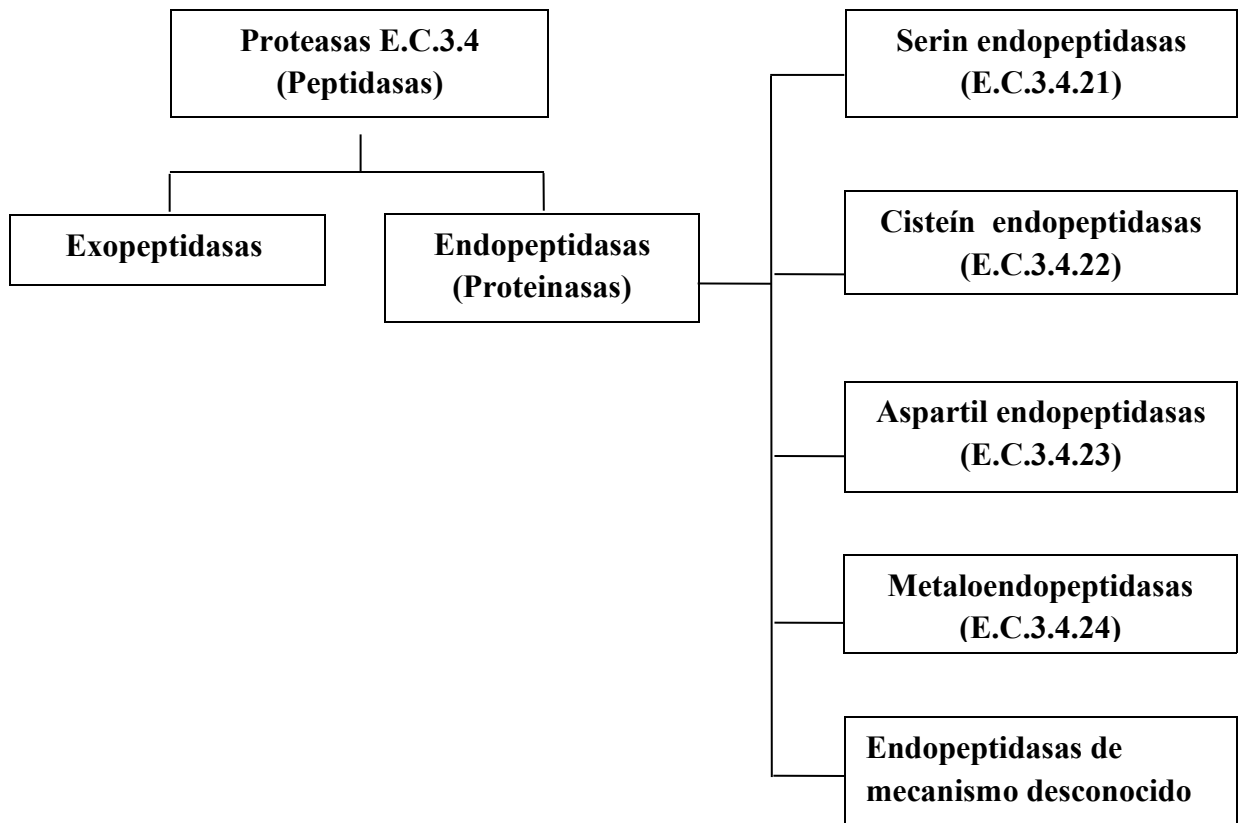 Proteasas E.C.3.4
(Peptidasas)
Exopeptidasas
Endopeptidasas
(Proteinasas)
Serin endopeptidasas
(E.C.3.4.21)
Cisteín endopeptidasas
(E.C.3.4.22)
Aspartil endopeptidasas
(E.C.3.4.23)
Metaloendopeptidasas
(E.C.3.4.24)
Endopeptidasas de
mecanismo desconocido